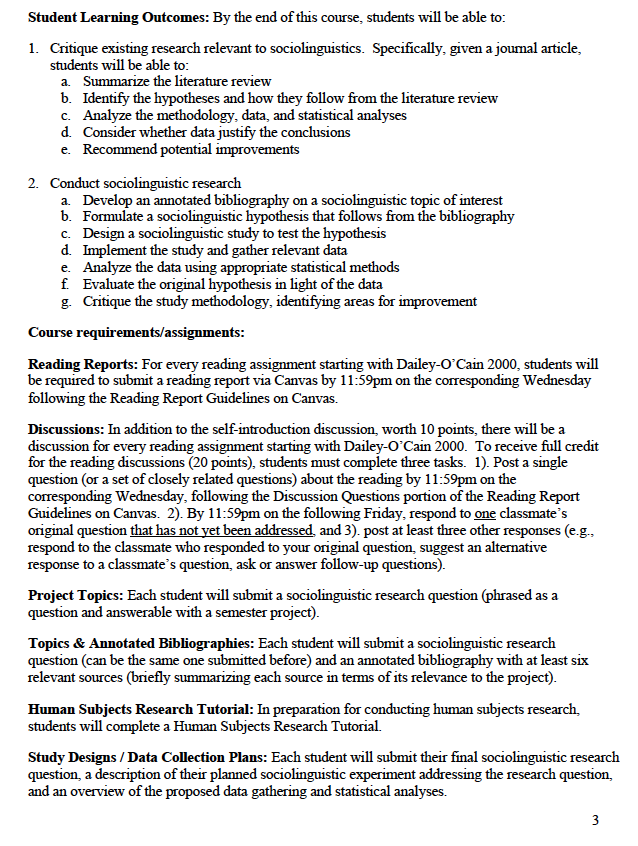 Student Learning Outcomes: By the end of this course, students will be able to:
1. Critique existing research relevant to sociolinguistics.  Specifically, given a journal article,
students will be able to:
a. Summarize the literature review
b. Identify the hypotheses and how they follow from the literature review
c. Analyze the methodology, data, and statistical analyses
d. Consider whether data justify the conclusions
e. Recommend potential improvements
2. Conduct sociolinguistic research
a. Develop an annotated bibliography on a sociolinguistic topic of interest
b. Formulate a sociolinguistic hypothesis that follows from the bibliography
c. Design a sociolinguistic study to test the hypothesis
d. Implement the study and gather relevant data
e. Analyze the data using appropriate statistical methods
f. Evaluate the original hypothesis in light of the data
g. Critique the study methodology, identifying areas for improvement
Course requirements/assignments:
Reading Reports: For every reading assignment starting with Dailey-O'Cain 2000, students will
be required to submit a reading report via Canvas by 11:59pm on the corresponding Wednesday
following the Reading Report Guidelines on Canvas.
Discussions: In addition to the self-introduction discussion, worth 10 points, there will be a
discussion for every reading assignment starting with Dailey-O'Cain 2000.  To receive full credit
for the reading discussions (20 points), students must complete three tasks.  1). Post a single
question (or a set of closely related questions) about the reading by 11:59pm on the
corresponding Wednesday, following the Discussion Questions portion of the Reading Report
Guidelines on Canvas.  2). By 11:59pm on the following Friday, respond to one classmate's
original question that has not yet been addressed, and 3). post at least three other responses (e.g.,
respond to the classmate who responded to your original question, suggest an alternative
response to a classmate's question, ask or answer follow-up questions).
Project Topics: Each student will submit a sociolinguistic research question (phrased as a
question and answerable with a semester project).
Topics & Annotated Bibliographies: Each student will submit a sociolinguistic research
question (can be the same one submitted before) and an annotated bibliography with at least six
relevant sources (briefly summarizing each source in terms of its relevance to the project).
Human Subjects Research Tutorial: In preparation for conducting human subjects research,
students will complete a Human Subjects Research Tutorial.
Study Designs / Data Collection Plans: Each student will submit their final sociolinguistic research
question, a description of their planned sociolinguistic experiment addressing the research question,
and an overview of the proposed data gathering and statistical analyses.
3